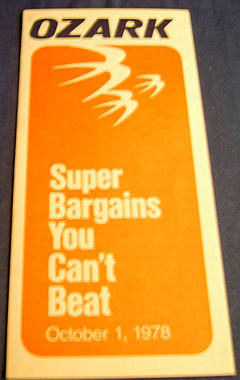 OZARK
Super
Bargains
You
Can't
Beat
October 1, 1978